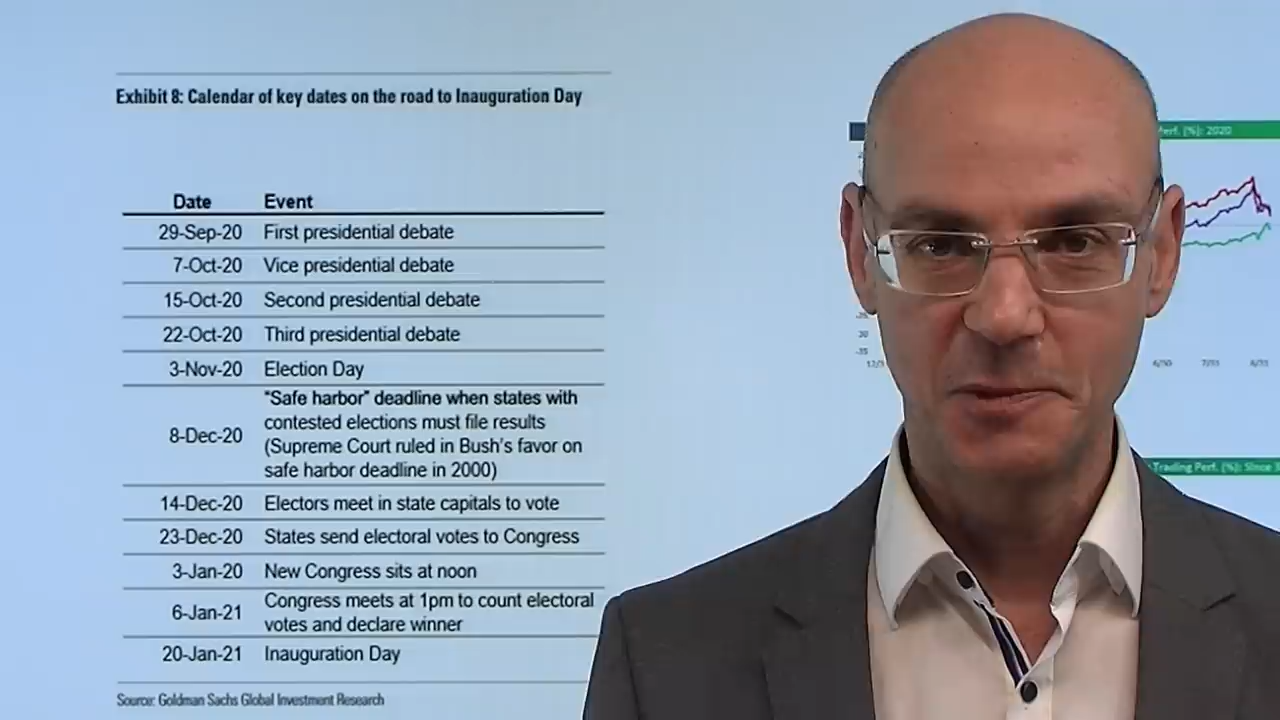 Exhibit 8: Calendar of key dates on the road to Inauguration Day
Date Event
29-Sep-20 First presidential debate
7-Oct-20 Vice presidential debate
15-Oct-20 Second presidential debate
22-Oct-20 Third presidential debate
3-Nov-20 Election Day
8-Dec-20 “Safe harbor” deadline when states with
contested elections must file results
(Supreme Court ruled in Bush’s favor on
safe harbor deadline in 2000)
14-Dec-20 Electors meet in state capitals to vote
23-Dec-20 States send electoral votes to Congress
3-Jan-20 New Congress sits at noon
6-Jan-21 Congress meets at 1pm to count electoral
votes and declare winner
20-Jan-21 Inauguration Day
Source: Goldman Sachs Global Investment Research
Perf. (%): 2020
Trading Perf. (%): Since